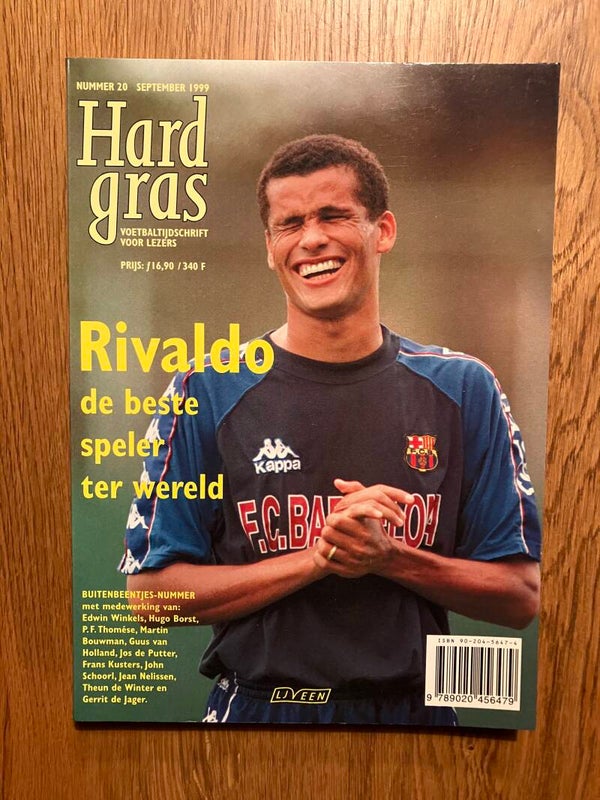 NUMMER 20 SEPTEMBER 1999
Hard
gras
VOETBALTIJDSCHRIFT
VOOR LEZERS
PRIJS: ƒ16,90 / 340 F
Rivaldo
de beste
speler
ter wereld
Kappa
F.C.B.
F.C. BA
LO4
BUITENBEENTJES-NUMMER
met medewerking van:
Edwin Winkels, Hugo Borst,
P.F. Thomése, Martin
Bouwman, Guus van
Holland, Jos de Putter,
Frans Kusters, John
Schoorl, Jean Nelissen,
Theun de Winter en
Gerrit de Jager.
LJVEEN
ISBN 90-204-5647-4
9 789020 456479